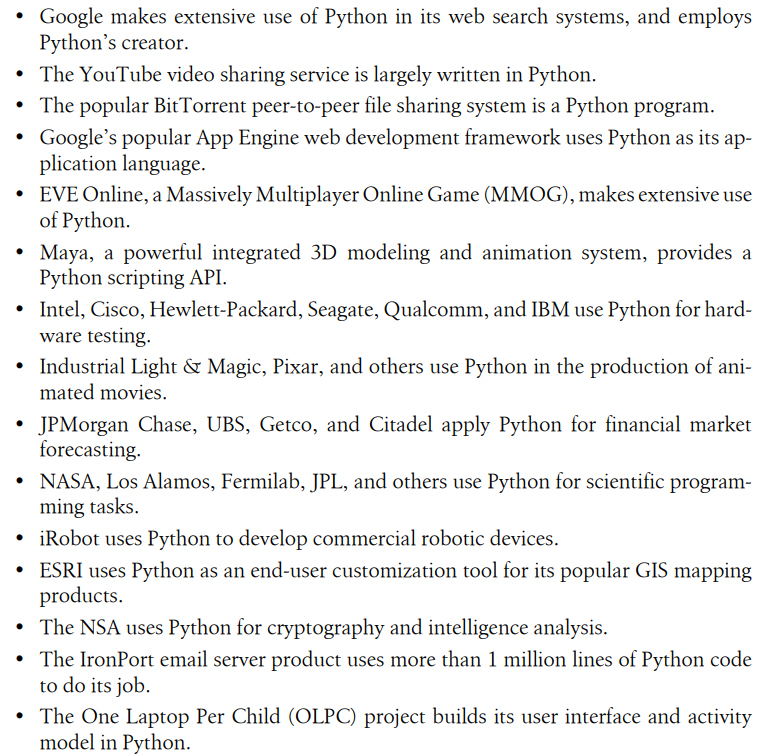 • Google makes extensive use of Python in its web search systems, and employs
Python’s creator.
• The YouTube video sharing service is largely written in Python.
• The popular BitTorrent peer-to-peer file sharing system is a Python program.
• Google’s popular App Engine web development framework uses Python as its ap-
plication language.
• EVE Online, a Massively Multiplayer Online Game (MMOG), makes extensive use
of Python.
• Maya, a powerful integrated 3D modeling and animation system, provides a
Python scripting API.
• Intel, Cisco, Hewlett-Packard, Seagate, Qualcomm, and IBM use Python for hard-
ware testing.
• Industrial Light & Magic, Pixar, and others use Python in the production of ani-
mated movies.
• JPMorgan Chase, UBS, Getco, and Citadel apply Python for financial market
forecasting.
• NASA, Los Alamos, Fermilab, JPL, and others use Python for scientific program-
ming tasks.
• iRobot uses Python to develop commercial robotic devices.
• ESRI uses Python as an end-user customization tool for its popular GIS mapping
products.
• The NSA uses Python for cryptography and intelligence analysis.
• The IronPort email server product uses more than 1 million lines of Python code
to do its job.
• The One Laptop Per Child (OLPC) project builds its user interface and activity
model in Python.